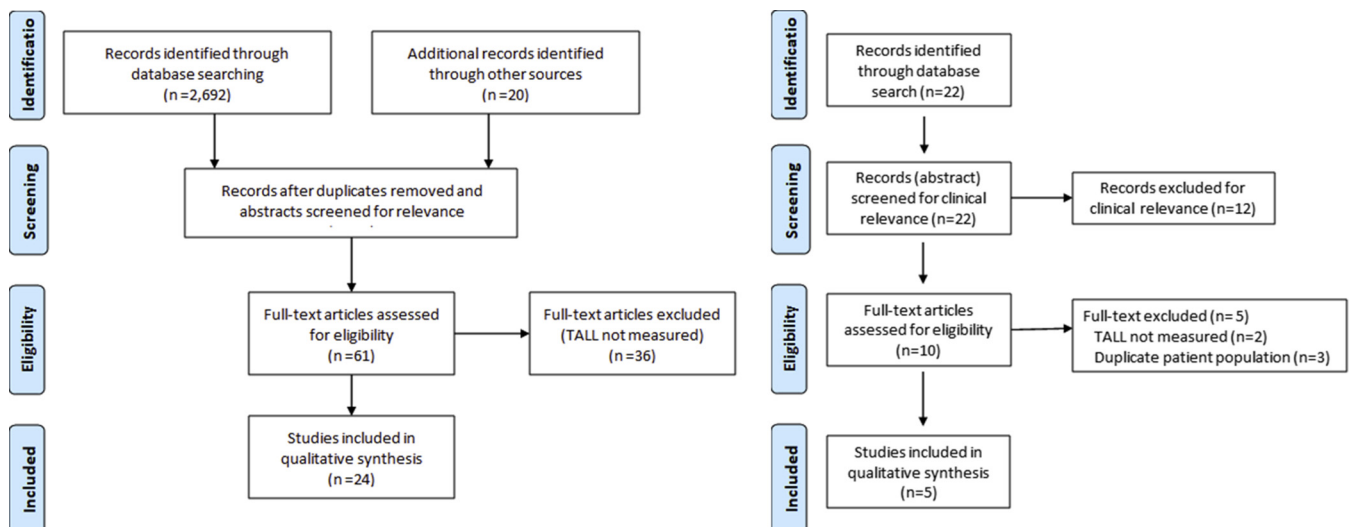 Identificatio
Records identified through
database searching
(n =2,692)
Additional records identified
through other sources
(n =20)
Screening
Records after duplicates removed and
abstracts screened for relevance
Eligibility
Full-text articles assessed
for eligibility
(n =61)
Full-text articles excluded
(TALL not measured)
(n =36)
Included
Studies included in
qualitative synthesis
(n =24)
Identificatio
Records identified
through database
search (n=22)
Screening
Records (abstract)
screened for clinical
relevance (n=22)
Records excluded for
clinical relevance (n=12)
Eligibility
Full-text articles
assessed for eligibility
(n=10)
Full-text excluded (n= 5)
TALL not measured (n=2)
Duplicate patient population (n=3)
Included
Studies included in
qualitative synthesis
(n=5)